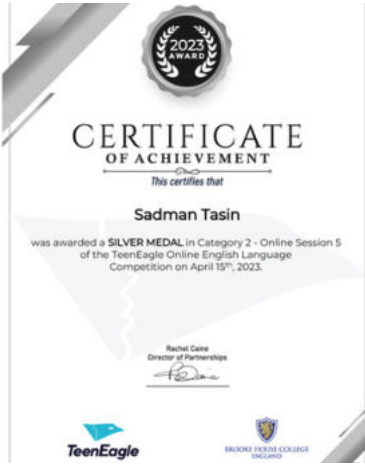 2023
AWARD
CERTIFICATE
OF ACHIEVEMENT
This certifies that
Sadman Tasin
was awarded a SILVER MEDAL in Category 2 - Online Session 5
of the TeenEagle Online English Language
Competition on April 15th, 2023.
Rachel Caine
Director of Partnerships
TeenEagle
BROOKE HOUSE COLLEGE
ENGLAND